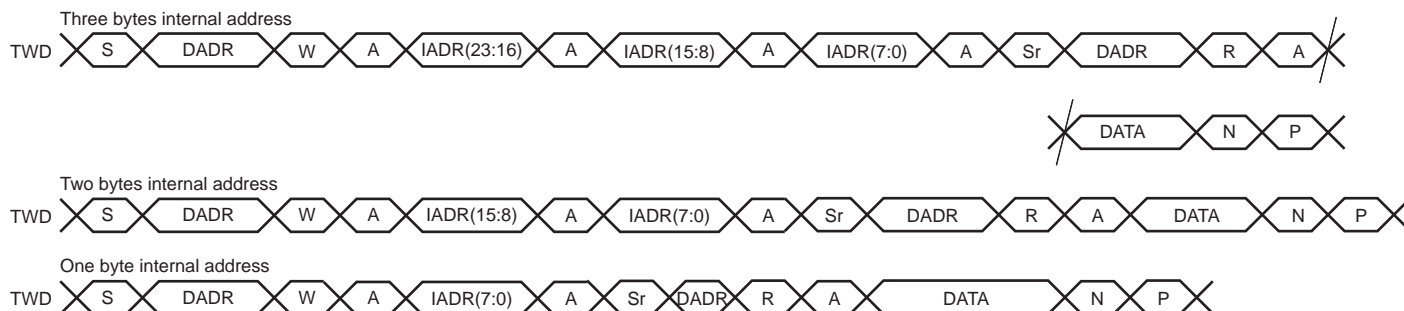 Three bytes internal address
TWD S DADR W A IADR(23:16) A IADR(15:8) A IADR(7:0) A Sr DADR R A
DATA N P
Two bytes internal address
TWD S DADR W A IADR(15:8) A IADR(7:0) A Sr DADR R A DATA N P
One byte internal address
TWD S DADR W A IADR(7:0) A Sr DADR R A DATA N P